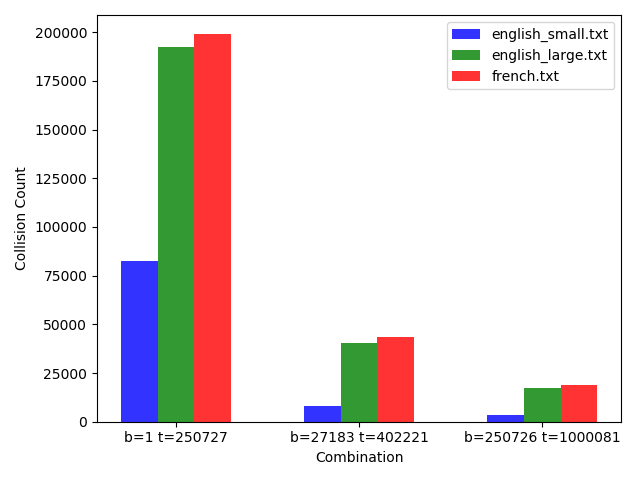 200000
175000
150000
125000
100000
75000
50000
25000
0
Collision Count
english_small.txt
english_large.txt
french.txt
b=1 t=250727
b=27183 t=402221
b=250726 t=1000081
Combination